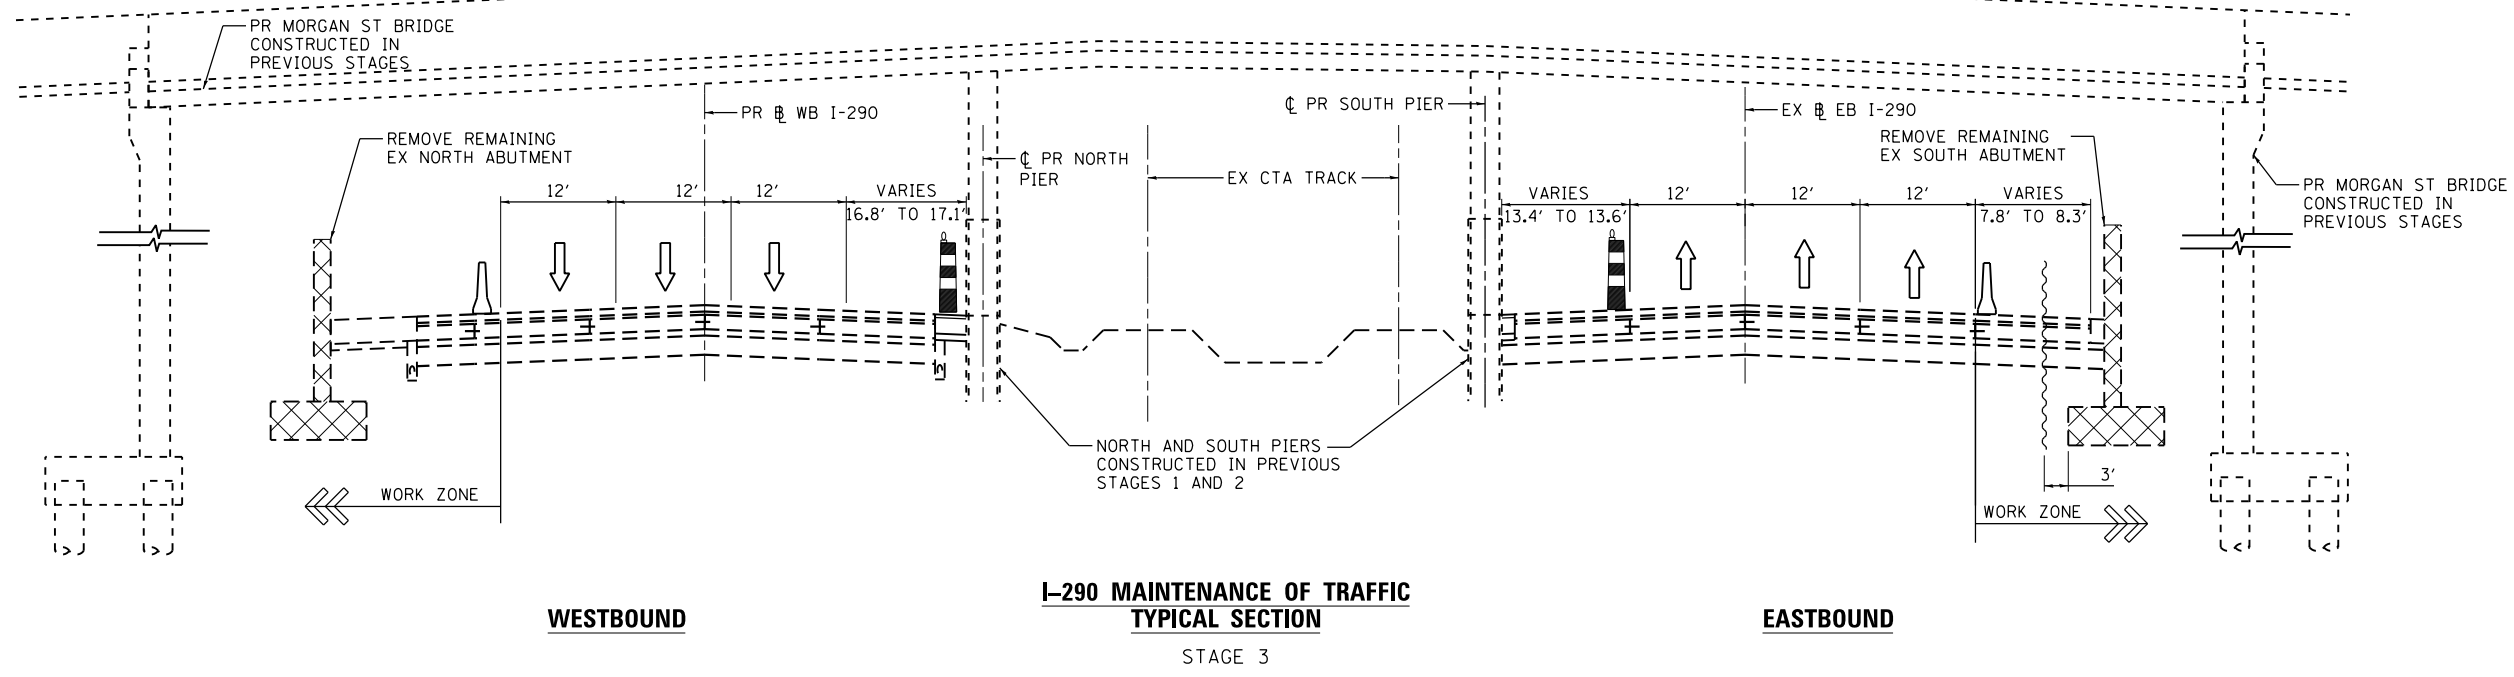 PR MORGAN ST BRIDGE
CONSTRUCTED IN
PREVIOUS STAGES
REMOVE REMAINING
EX NORTH ABUTMENT
PR ℄ WB I-290
℄ PR NORTH
PIER
℄ PR SOUTH PIER
EX CTA TRACK
EX ℄ EB I-290
REMOVE REMAINING
EX SOUTH ABUTMENT
PR MORGAN ST BRIDGE
CONSTRUCTED IN
PREVIOUS STAGES
12'
12'
12'
VARIES
16.8' TO 17.1'
VARIES
13.4' TO 13.6'
12'
12'
12'
VARIES
7.8' TO 8.3'
NORTH AND SOUTH PIERS
CONSTRUCTED IN PREVIOUS
STAGES 1 AND 2
WORK ZONE
3'
WORK ZONE
WESTBOUND
I-290 MAINTENANCE OF TRAFFIC
TYPICAL SECTION
STAGE 3
EASTBOUND